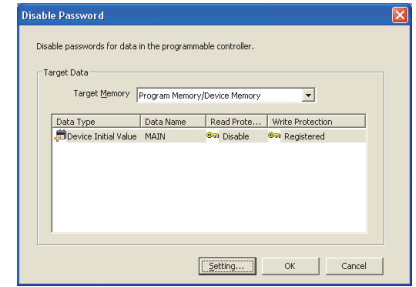 Disable Password
Disable passwords for data in the programmable controller.
Target Data
Target Memory Program Memory/Device Memory
Data Type Data Name Read Prote... Write Protection
Device Initial Value MAIN Disable Registered
Setting... OK Cancel